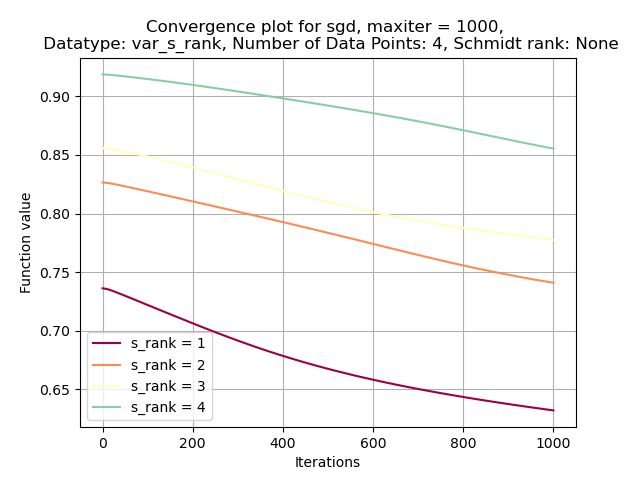 Convergence plot for sgd, maxiter = 1000,
Datatype: var_s_rank, Number of Data Points: 4, Schmidt rank: None
Function value
0.90
0.85
0.80
0.75
0.70
0.65
s_rank = 1
s_rank = 2
s_rank = 3
s_rank = 4
0 200 400 600 800 1000
Iterations